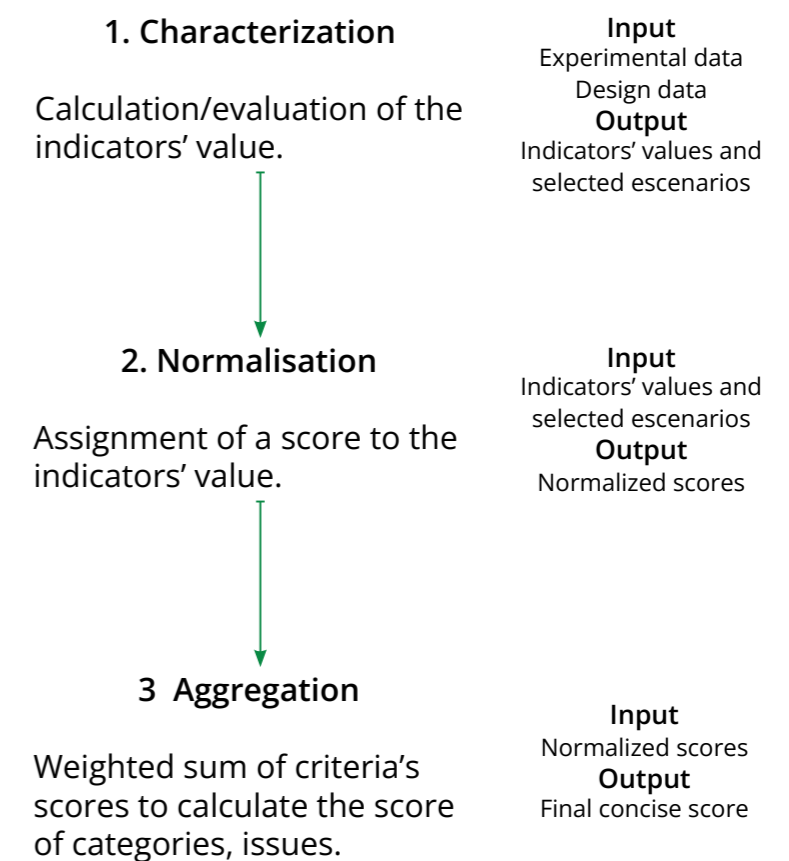 1. Characterization
Calculation/evaluation of the
indicators’ value.
Input
Experimental data
Design data
Output
Indicators’ values and
selected escenarios
2. Normalisation
Assignment of a score to the
indicators’ value.
Input
Indicators’ values and
selected escenarios
Output
Normalized scores
3 Aggregation
Weighted sum of criteria’s
scores to calculate the score
of categories, issues.
Input
Normalized scores
Output
Final concise score